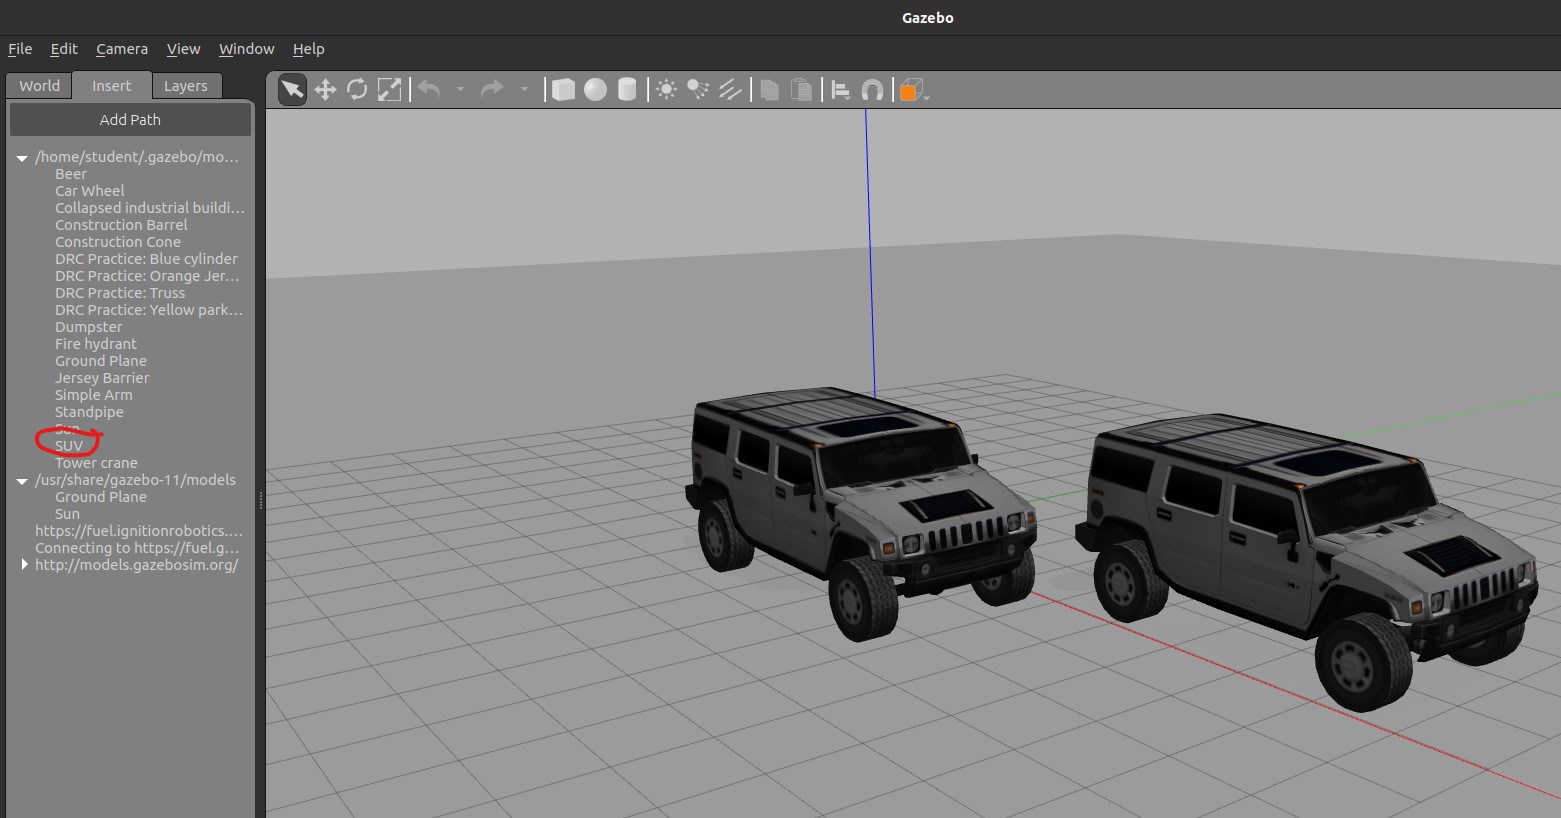 Gazebo
File Edit Camera View Window Help
World Insert Layers
Add Path
/home/student/.gazebo/mo...
Beer
Car Wheel
Collapsed industrial buildi...
Construction Barrel
Construction Cone
DRC Practice: Blue cylinder
DRC Practice: Orange Jer...
DRC Practice: Truss
DRC Practice: Yellow park...
Dumpster
Fire hydrant
Ground Plane
Jersey Barrier
Simple Arm
Standpipe
Sun
SUV
Tower crane
/usr/share/gazebo-11/models
Ground Plane
Sun
https://fuel.ignitionrobotics....
Connecting to https://fuel.g...
http://models.gazebosim.org/